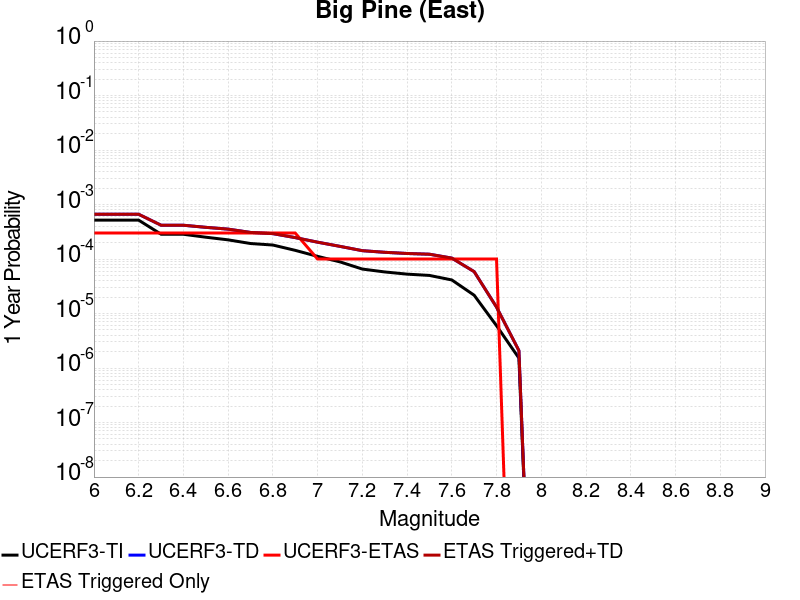 Big Pine (East)
10 0
10 -1
10 -2
10 -3
10 -4
10 -5
10 -6
10 -7
10 -8
1 Year Probability
6 6.2 6.4 6.6 6.8 7 7.2 7.4 7.6 7.8 8 8.2 8.4 8.6 8.8 9
Magnitude
UCERF3-TI UCERF3-TD UCERF3-ETAS ETAS Triggered+TD
ETAS Triggered Only